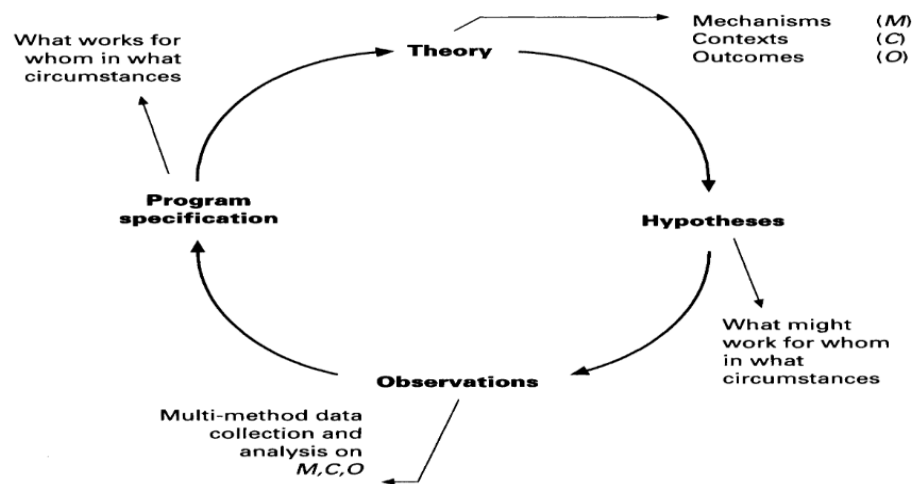 Theory
Mechanisms (M)
Contexts (C)
Outcomes (O)
What works for
whom in what
circumstances
Program
specification
Hypotheses
What might
work for whom
in what
circumstances
Observations
Multi-method data
collection and
analysis on
M,C,O